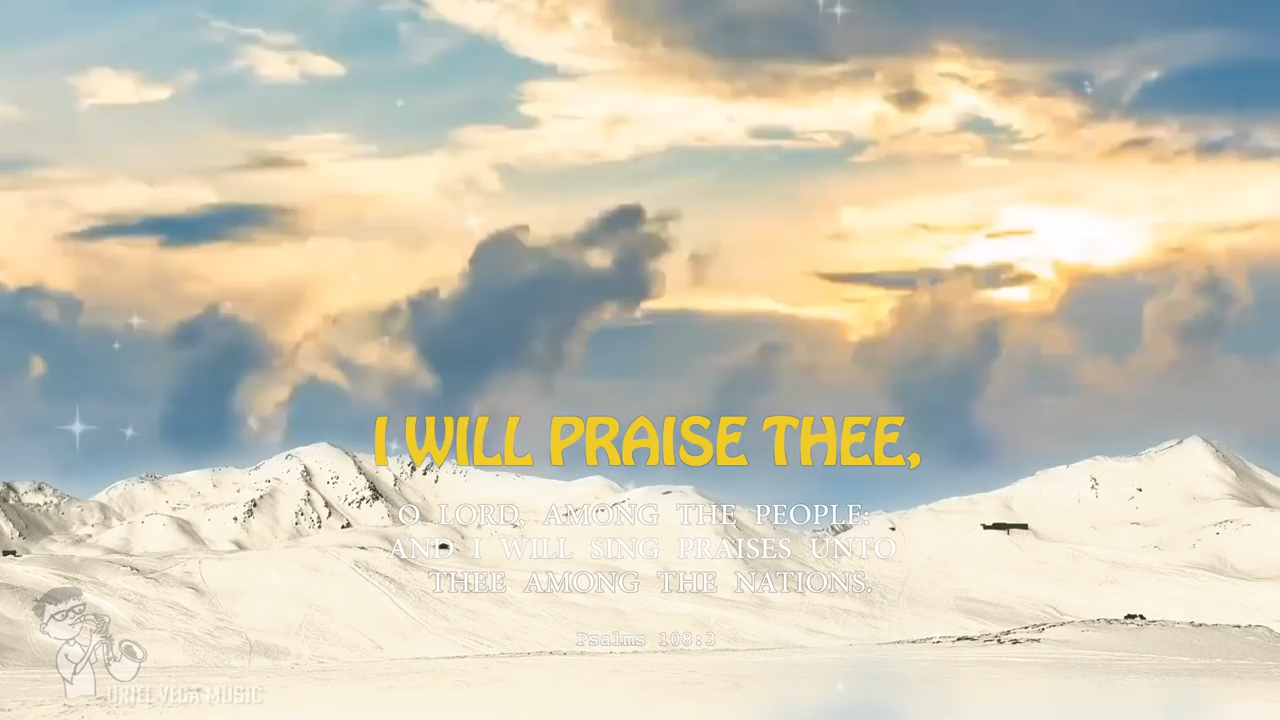 I WILL PRAISE THEE,
O LORD, AMONG THE PEOPLE:
AND I WILL SING PRAISES UNTO
THEE AMONG THE NATIONS.
Psalms 108:3
URIEL VEGA MUSIC